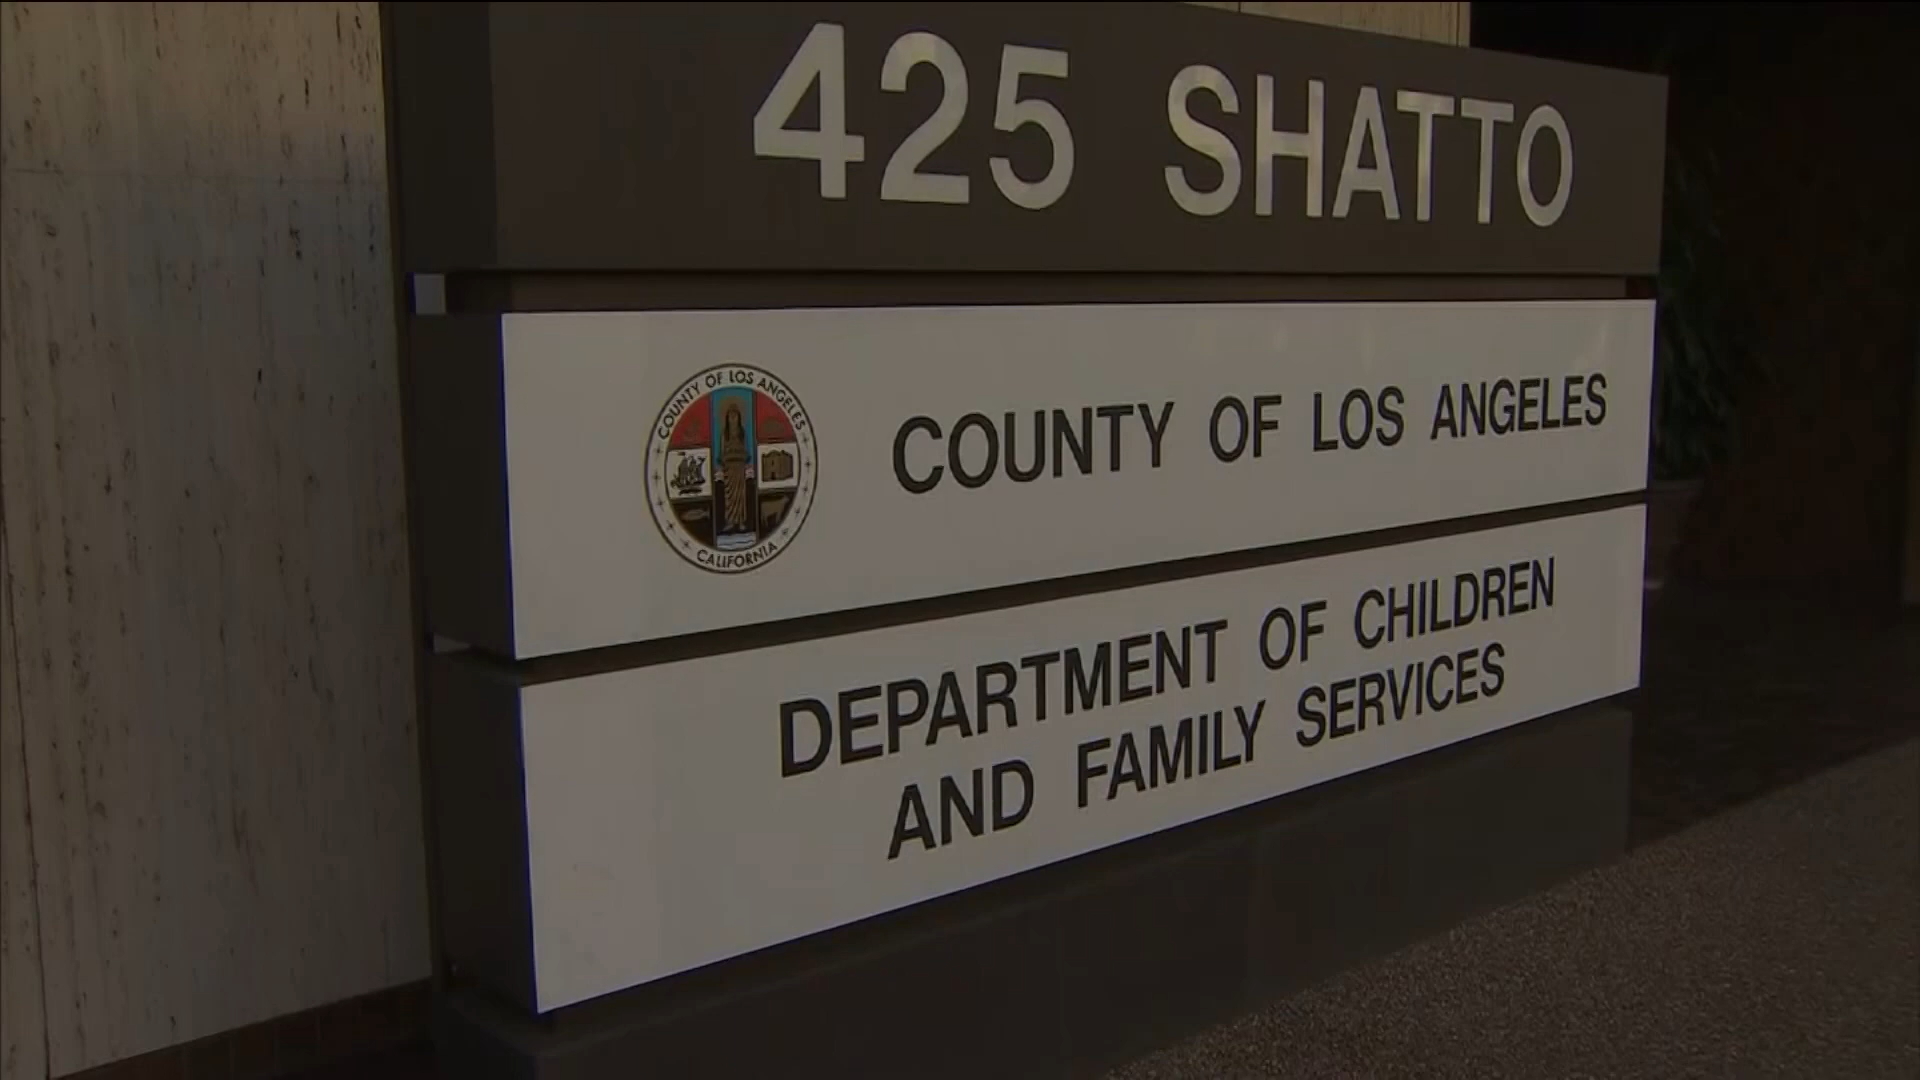 425 SHATTO
COUNTY OF LOS ANGELES
CALIFORNIA
COUNTY OF LOS ANGELES
DEPARTMENT OF CHILDREN
AND FAMILY SERVICES